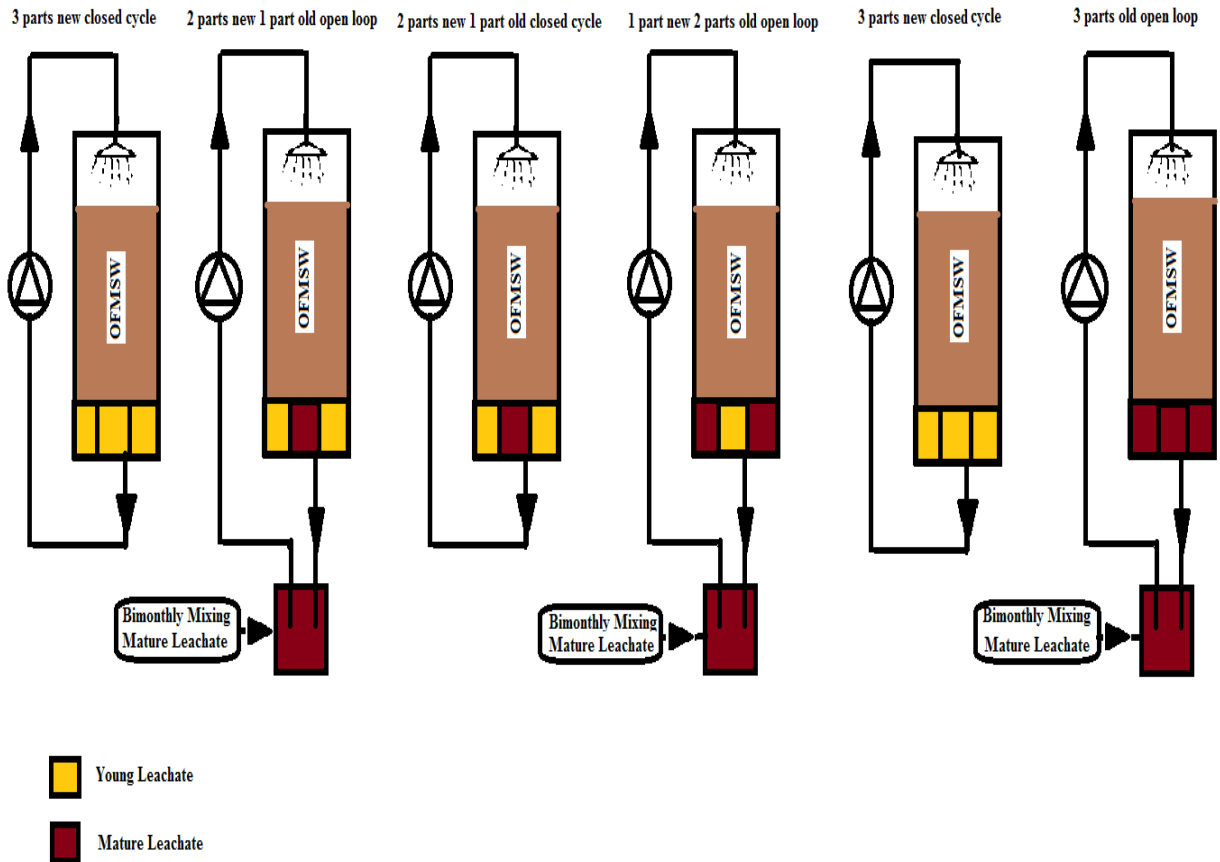 3 parts new closed cycle
2 parts new 1 part old open loop
2 parts new 1 part old closed cycle
1 part new 2 parts old open loop
3 parts new closed cycle
3 parts old open loop
OFMSW
OFMSW
OFMSW
OFMSW
OFMSW
OFMSW
Bimonthly Mixing
Mature Leachate
Bimonthly Mixing
Mature Leachate
Bimonthly Mixing
Mature Leachate
Young Leachate
Mature Leachate